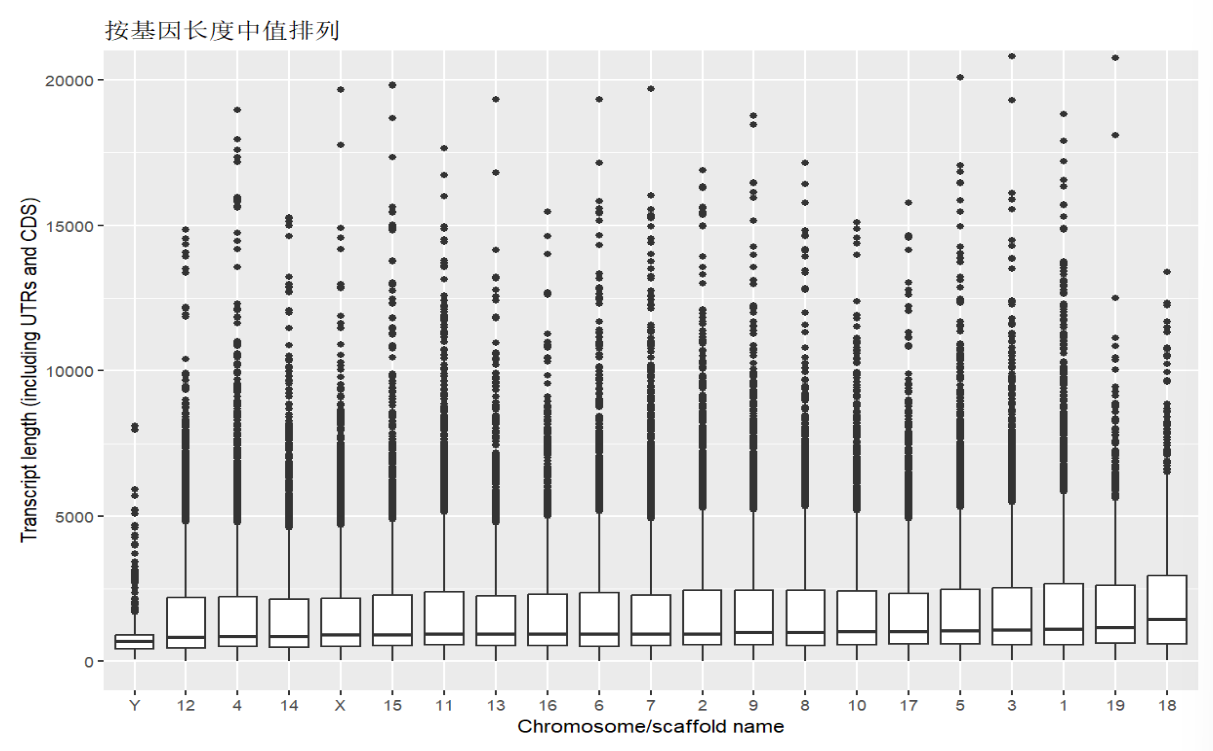 按基因长度中值排列
Transcript length (including UTRs and CDS)
20000
15000
10000
5000
0
Y 12 4 14 X 15 11 13 16 6 7 2 9 8 10 17 5 3 1 19 18
Chromosome/scaffold name